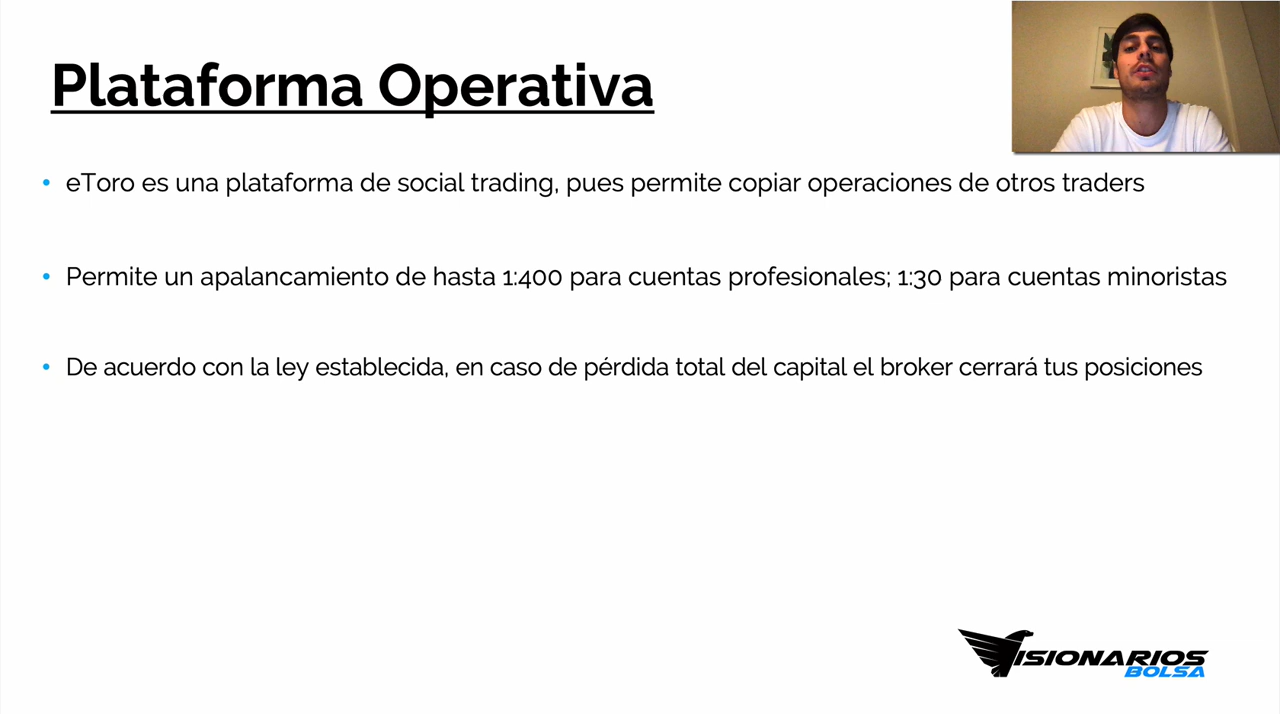 Plataforma Operativa
• eToro es una plataforma de social trading, pues permite copiar operaciones de otros traders
• Permite un apalancamiento de hasta 1:400 para cuentas profesionales; 1:30 para cuentas minoristas
• De acuerdo con la ley establecida, en caso de pérdida total del capital el broker cerrará tus posiciones
VISIONARIOS
BOLSA